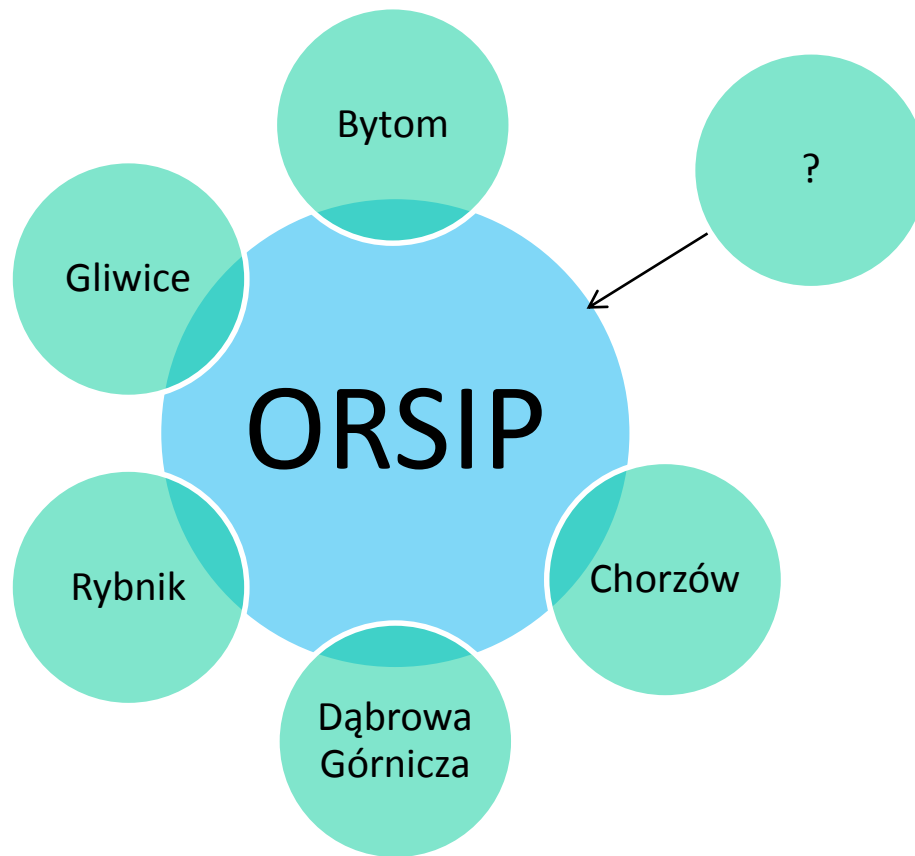 Bytom
?
Gliwice
ORSIP
Rybnik
Chorzów
Dąbrowa
Górnicza